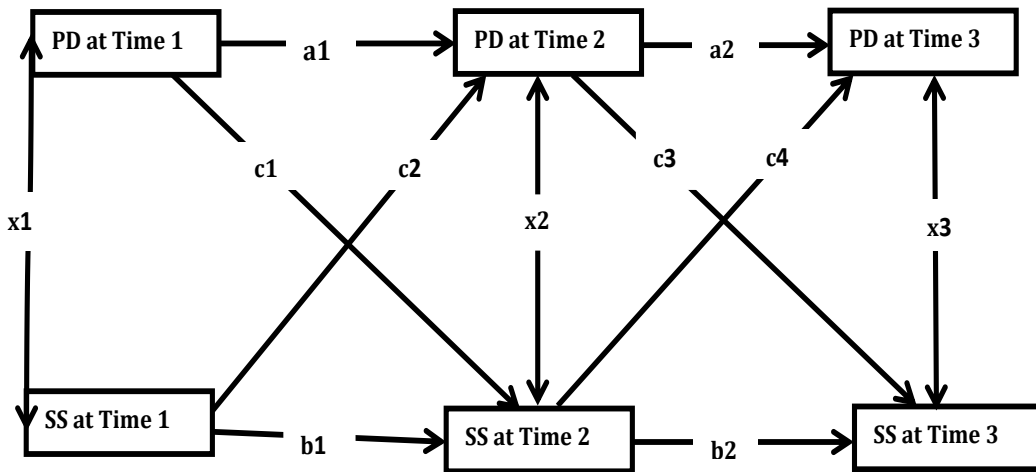 PD at Time 1
PD at Time 2
PD at Time 3
a1
a2
c1
c2
c3
c4
x1
x2
x3
SS at Time 1
SS at Time 2
SS at Time 3
b1
b2